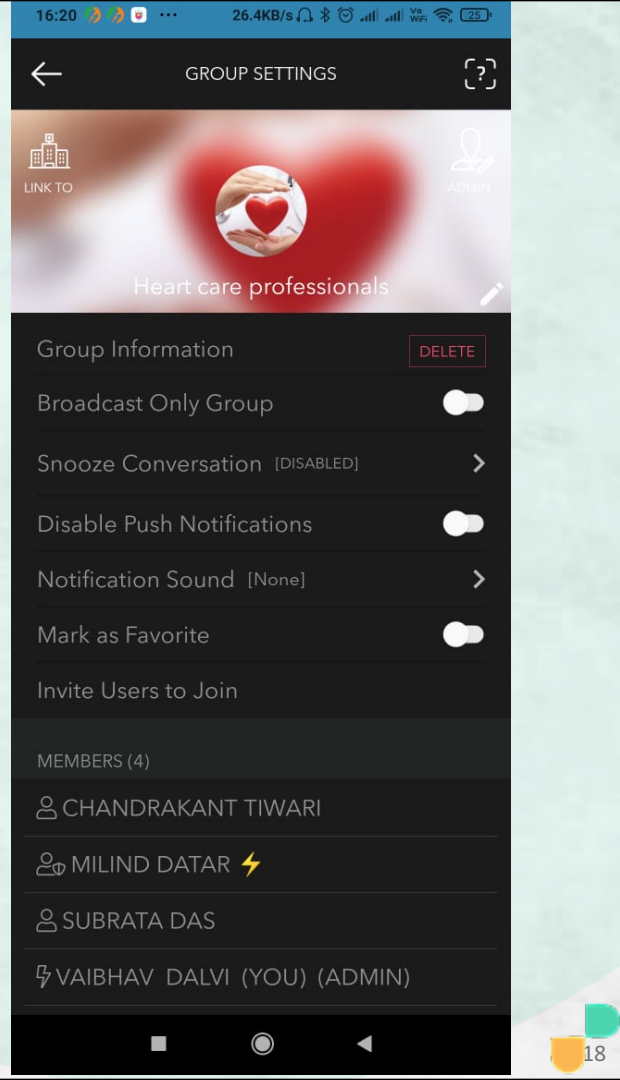 16:20 ... 26.4KB/s Vo WiFi 25
GROUP SETTINGS
LINK TO
ADMIN
Heart care professionals
Group Information DELETE
Broadcast Only Group
Snooze Conversation [DISABLED]
Disable Push Notifications
Notification Sound [None]
Mark as Favorite
Invite Users to Join
MEMBERS (4)
CHANDRAKANT TIWARI
MILIND DATAR ⚡
SUBRATA DAS
VAIBHAV DALVI (YOU) (ADMIN)
18